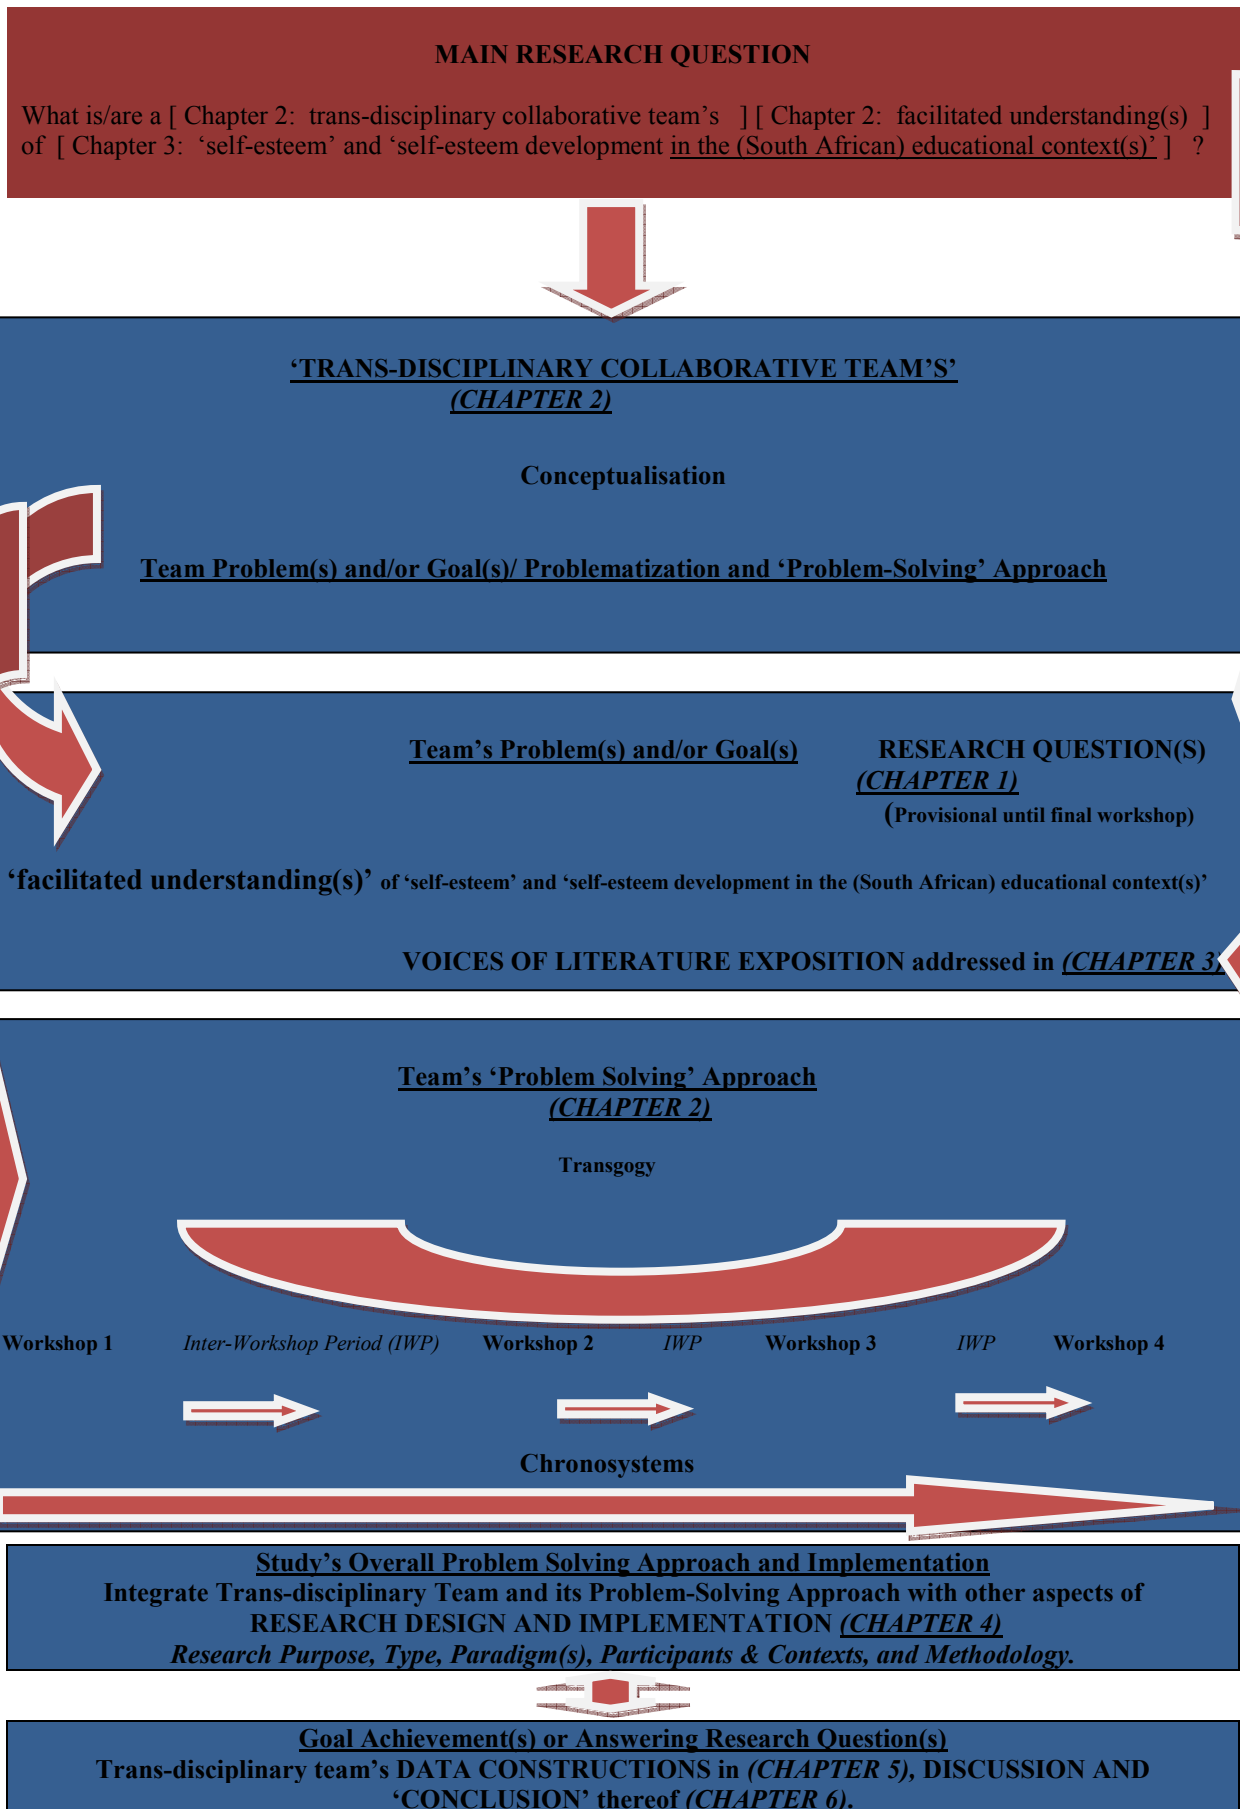 MAIN RESEARCH QUESTION
What is/are a [ Chapter 2: trans-disciplinary collaborative team’s ] [ Chapter 2: facilitated understanding(s) ]
of [ Chapter 3: ‘self-esteem’ and ‘self-esteem development in the (South African) educational context(s)’ ] ?
‘TRANS-DISCIPLINARY COLLABORATIVE TEAM’S’
(CHAPTER 2)
Conceptualisation
Team Problem(s) and/or Goal(s)/ Problematization and ‘Problem-Solving’ Approach
Team’s Problem(s) and/or Goal(s) RESEARCH QUESTION(S)
(CHAPTER 1)
(Provisional until final workshop)
‘facilitated understanding(s)’ of ‘self-esteem’ and ‘self-esteem development in the (South African) educational context(s)’
VOICES OF LITERATURE EXPOSITION addressed in (CHAPTER 3)
Team’s ‘Problem Solving’ Approach
(CHAPTER 2)
Transgogy
Workshop 1 Inter-Workshop Period (IWP) Workshop 2 IWP Workshop 3 IWP Workshop 4
Chronosystems
Study’s Overall Problem Solving Approach and Implementation
Integrate Trans-disciplinary Team and its Problem-Solving Approach with other aspects of
RESEARCH DESIGN AND IMPLEMENTATION (CHAPTER 4)
Research Purpose, Type, Paradigm(s), Participants & Contexts, and Methodology.
Goal Achievement(s) or Answering Research Question(s)
Trans-disciplinary team’s DATA CONSTRUCTIONS in (CHAPTER 5), DISCUSSION AND
‘CONCLUSION’ thereof (CHAPTER 6).